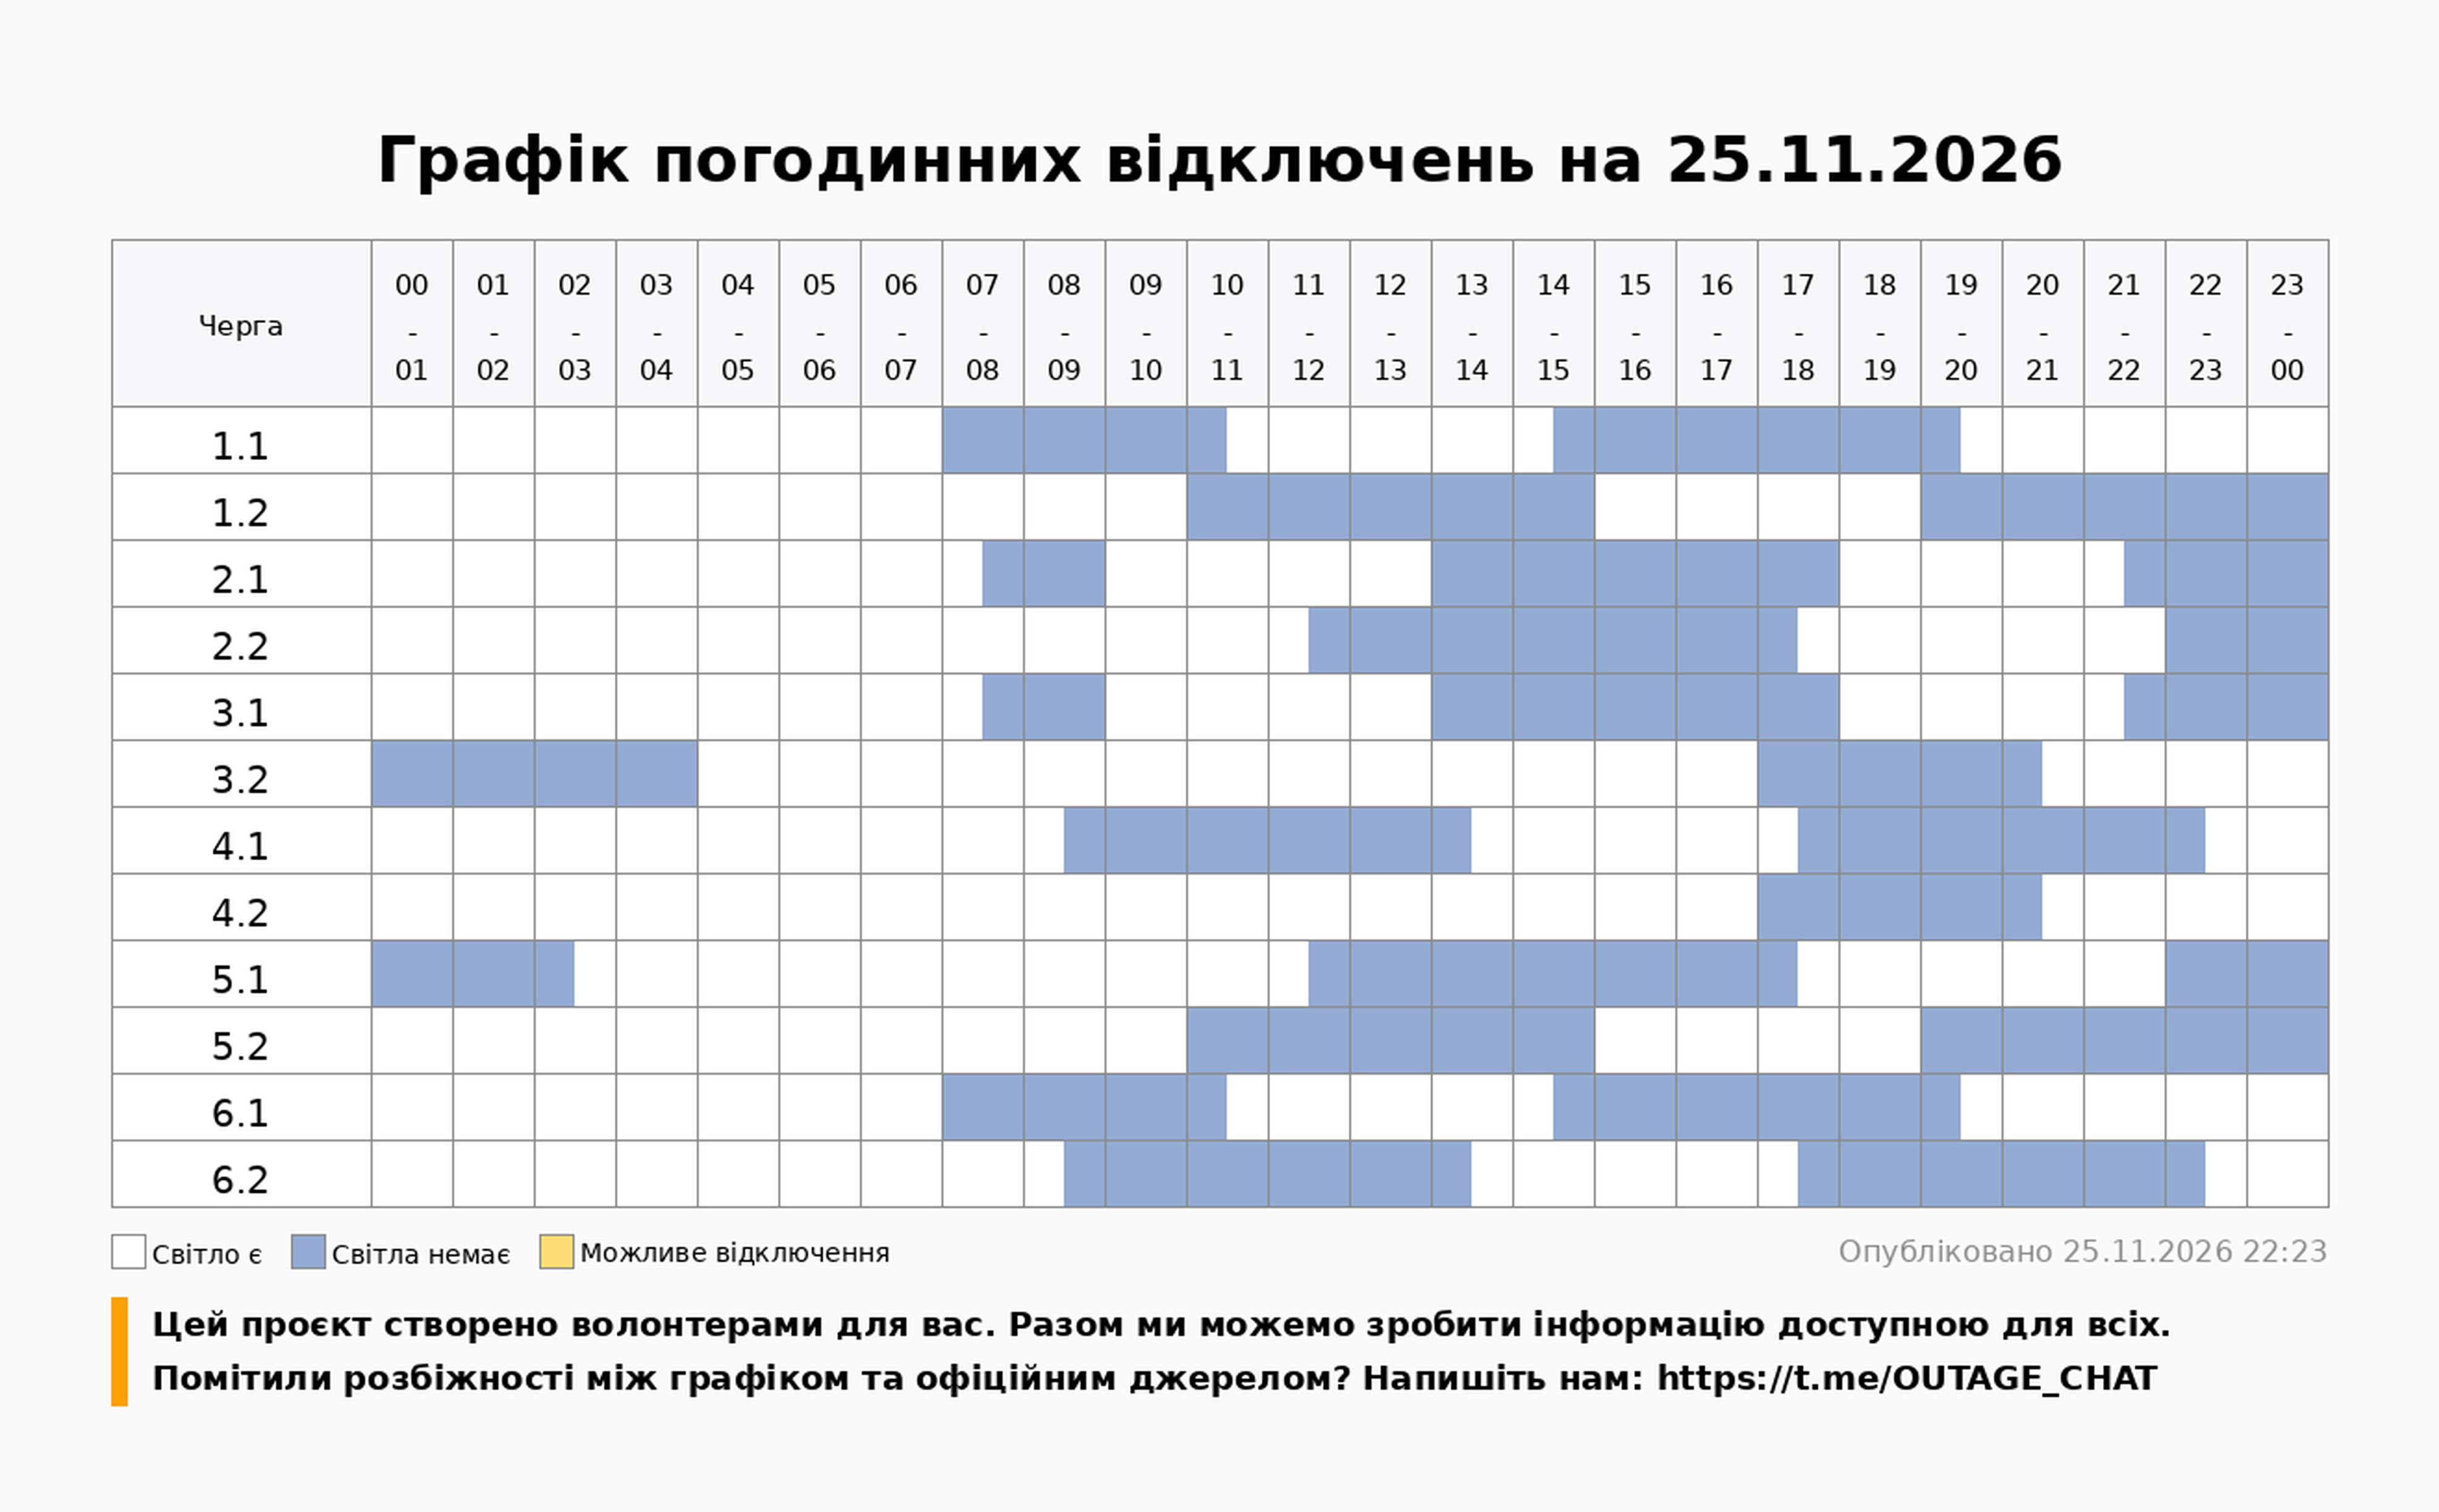 Графік погодинних відключень на 25.11.2026
Черга 00 - 01 01 - 02 02 - 03 03 - 04 04 - 05 05 - 06 06 - 07 07 - 08 08 - 09 09 - 10 10 - 11 11 - 12 12 - 13 13 - 14 14 - 15 15 - 16 16 - 17 17 - 18 18 - 19 19 - 20 20 - 21 21 - 22 22 - 23 23 - 00
1.1
1.2
2.1
2.2
3.1
3.2
4.1
4.2
5.1
5.2
6.1
6.2
Світло є Світла немає Можливе відключення Опубліковано 25.11.2026 22:23
Цей проєкт створено волонтерами для вас. Разом ми можемо зробити інформацію доступною для всіх.
Помітили розбіжності між графіком та офіційним джерелом? Напишіть нам: https://t.me/OUTAGE_CHAT